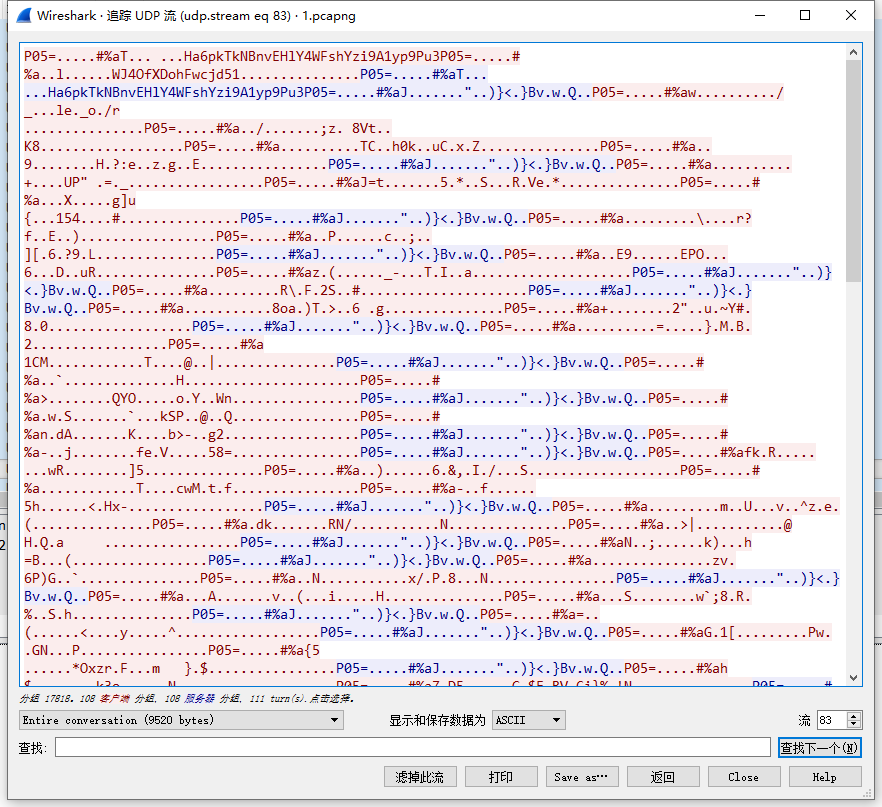 Wireshark · 追踪 UDP 流 (udp.stream eq 83) · 1.pcapng
P05=.....#%aT... ...Ha6pkTkNBnvEHlY4WFshYzi9A1yp9Pu3P05=.....#
%a..l......WJ4OfXDohFwcjd51...............P05=.....#%aT...
...Ha6pkTkNBnvEHlY4WFshYzi9A1yp9Pu3P05=.....#%aJ.......“..)}<.}Bv.w.Q..P05=.....#%aw........../
_...le._o./r
...............P05=.....#%a../.......;z. 8Vt..
K8..................P05=.....#%a..........TC..h0k..uC.x.Z...............P05=.....#%a..
9........H.?:e..z.g..E................P05=.....#%aJ.......“..)}<.}Bv.w.Q..P05=.....#%a..........
+....UP" .=._.................P05=.....#%aJ=t.......5.*..S...R.Ve.*...............P05=.....#
%a...X.....g]u
{...154....#...............P05=.....#%aJ.......“..)}<.}Bv.w.Q..P05=.....#%a.........\....r?
f..E..).................P05=.....#%a..P......c..;..
][.6.?9.L...............P05=.....#%aJ.......“..)}<.}Bv.w.Q..P05=.....#%a..E9......EPO...
6...D..uR...............P05=.....#%az.(......_-...T.I..a....................P05=.....#%aJ.......“..)}
<.}Bv.w.Q..P05=.....#%a.........R\.F.2S..#.....................P05=.....#%aJ.......“..)}<.}
Bv.w.Q..P05=.....#%a...........8oa.)T.>..6 .g...............P05=.....#%a+........2"..u.~Y#.
8.0..................P05=.....#%aJ.......“..)}<.}Bv.w.Q..P05=.....#%a..........=.....}.M.B.
2.................P05=.....#%a
1CM............T....@..|...............P05=.....#%aJ.......“..)}<.}Bv.w.Q..P05=.....#
%a..`..............H......................P05=.....#
%a>........QYO.....o.Y..Wn................P05=.....#%aJ.......“..)}<.}Bv.w.Q..P05=.....#
%a.w.S.......`...kSP..@..Q................P05=.....#
%an.dA.......K....b>-..g2.................P05=.....#%aJ.......“..)}<.}Bv.w.Q..P05=.....#
%a-..j........fe.V.....58=................P05=.....#%aJ.......“..)}<.}Bv.w.Q..P05=.....#%afk.R.....
...wR........]5...............P05=.....#%a..)......6.&,.I./...S...................P05=.....#
%a............T....cwM.t.f................P05=.....#%a-..f......
5h......<.Hx-.................P05=.....#%aJ.......“..)}<.}Bv.w.Q..P05=.....#%a.........m..U...v..^z.e.
(...............P05=.....#%a.dk.......RN/...........N...............P05=.....#%a..>|...........@
H.Q.a     .................P05=.....#%aJ.......“..)}<.}Bv.w.Q..P05=.....#%aN..;......k)...h
=B...(.................P05=.....#%aJ.......“..)}<.}Bv.w.Q..P05=.....#%a...............zv.
6P)G..`...............P05=.....#%a..N...........x/.P.8...N................P05=.....#%aJ.......“..)}<.}
Bv.w.Q..P05=.....#%a...A.......v..(...i.....H...............P05=.....#%a...S........w`;8.R.
%..S.h...............P05=.....#%aJ.......“..)}<.}Bv.w.Q..P05=.....#%a=..
(......<....y.....^..................P05=.....#%aJ.......“..)}<.}Bv.w.Q..P05=.....#%aG.1[.........Pw.
.GN...P................P05=.....#%a{5
......*Oxzr.F...m   }.$................P05=.....#%aJ.......“..)}<.}Bv.w.Q..P05=.....#%ah
分组 17818。108 客户端 分组, 108 服务器 分组, 111 turn(s).点击选择。
Entire conversation (9520 bytes) 显示和保存数据为 ASCII 流 83
查找: 查找下一个(N)
滤掉此流 打印 Save as… 返回 Close Help